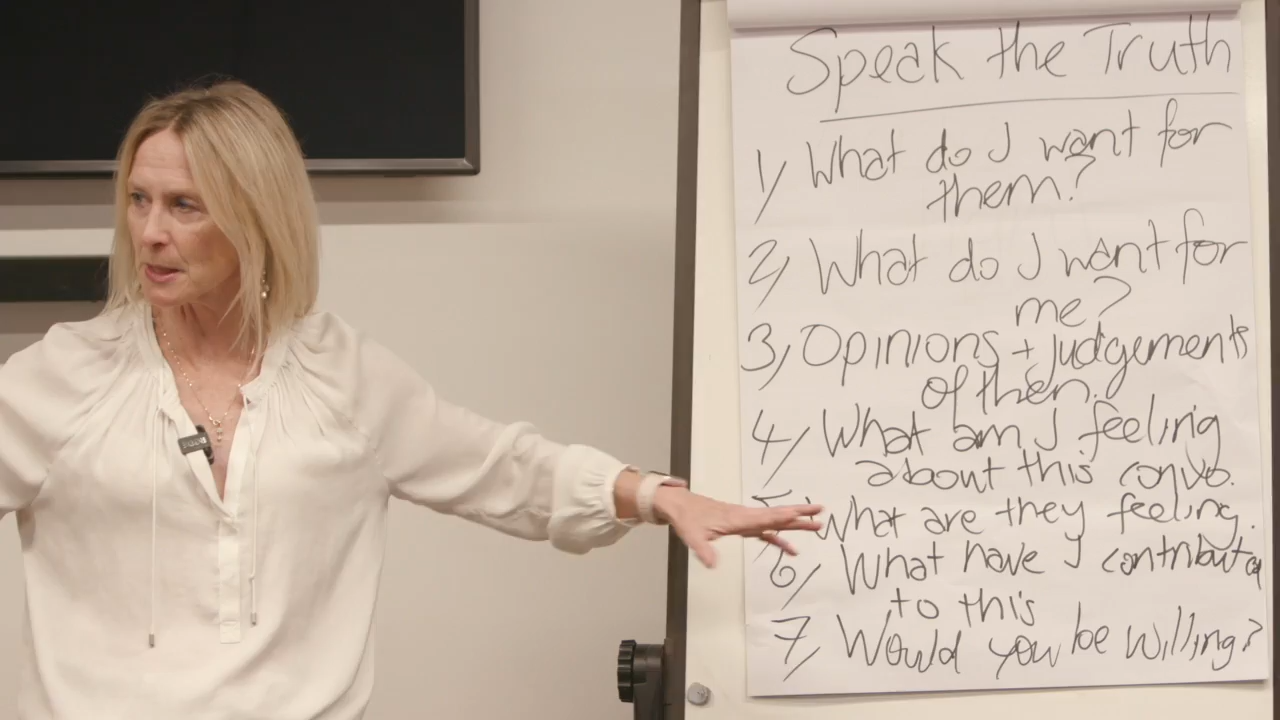 Speak the Truth
1/ What do I want for
them?
2/ What do I want for
me?
3/ Opinions + judgements
of them.
4/ What am I feeling
about this convo.
What are they feeling.
6/ What have I contributed
to this
7/ Would you be willing?